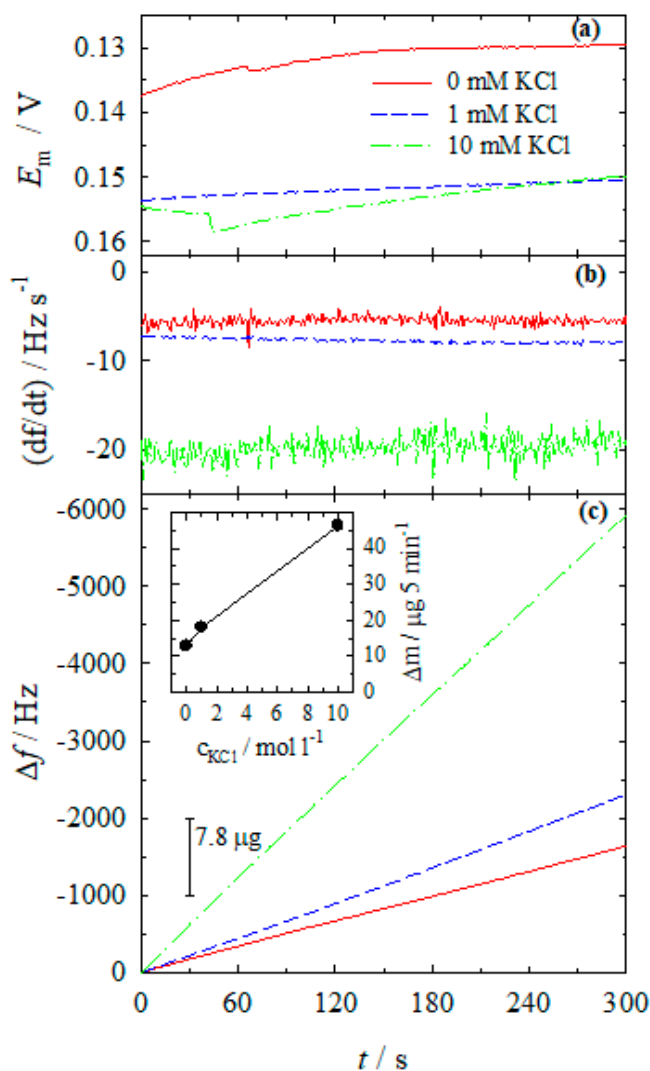 (a)
0.13
0.14
0.15
0.16
E_m / V
0 mM KCl
1 mM KCl
10 mM KCl
(b)
0
-10
-20
(df/dt) / Hz s⁻¹
(c)
-6000
-5000
-4000
-3000
-2000
-1000
0
Δf / Hz
40
30
20
10
0
Δm / μg 5 min⁻¹
0 2 4 6 8 10
c_KCl / mol l⁻¹
7.8 μg
0 60 120 180 240 300
t / s